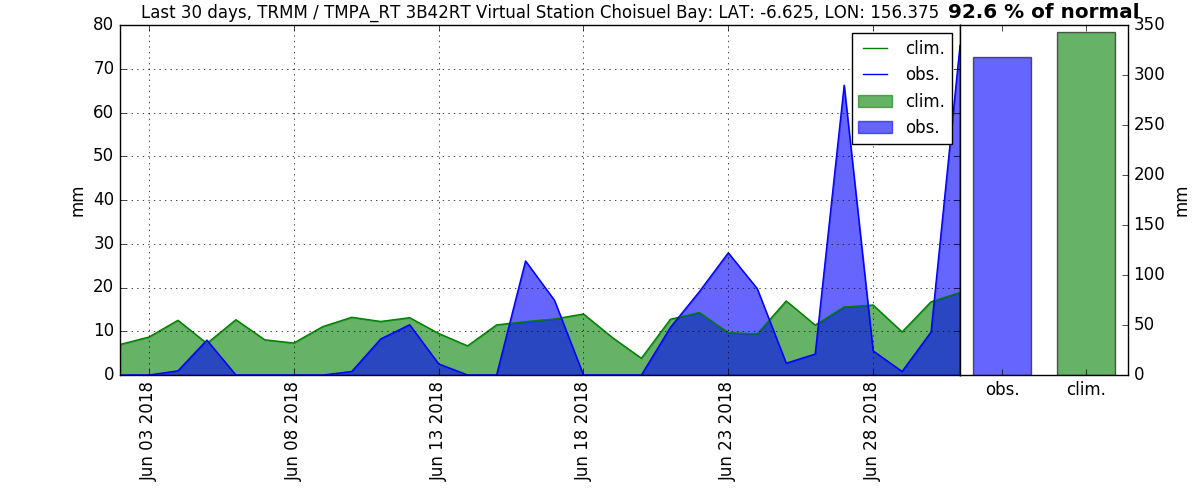 Last 30 days, TRMM / TMPA_RT 3B42RT Virtual Station Choisuel Bay: LAT: -6.625, LON: 156.375
92.6 % of normal
80
70
60
50
40
30
20
10
0
mm
clim.
obs.
clim.
obs.
Jun 03 2018
Jun 08 2018
Jun 13 2018
Jun 18 2018
Jun 23 2018
Jun 28 2018
350
300
250
200
150
100
50
0
mm
obs.
clim.